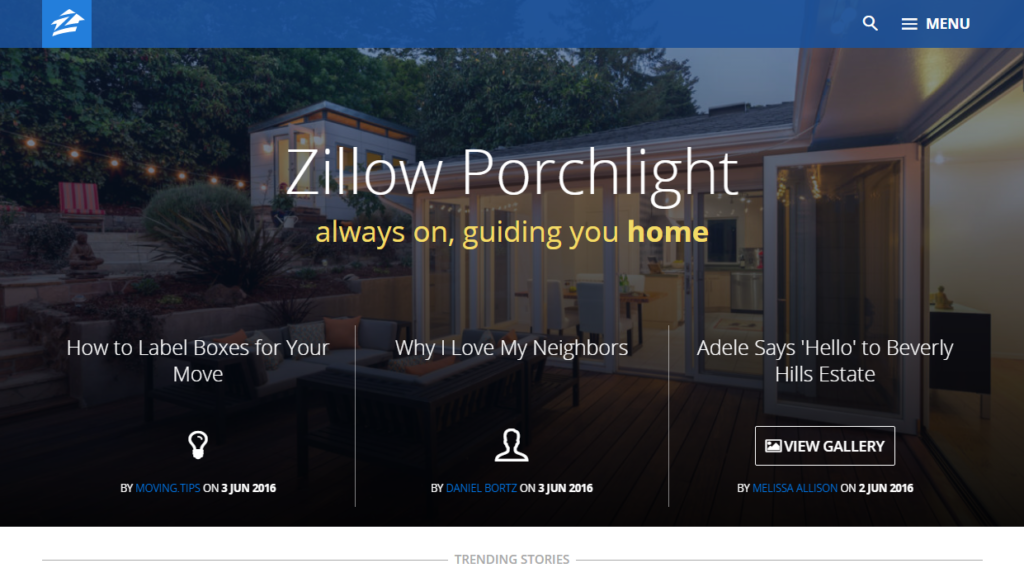 MENU
Zillow Porchlight
always on, guiding you home
How to Label Boxes for Your
Move
BY MOVING.TIPS ON 3 JUN 2016
Why I Love My Neighbors
BY DANIEL BORTZ ON 3 JUN 2016
Adele Says 'Hello' to Beverly
Hills Estate
VIEW GALLERY
BY MELISSA ALLISON ON 2 JUN 2016
TRENDING STORIES